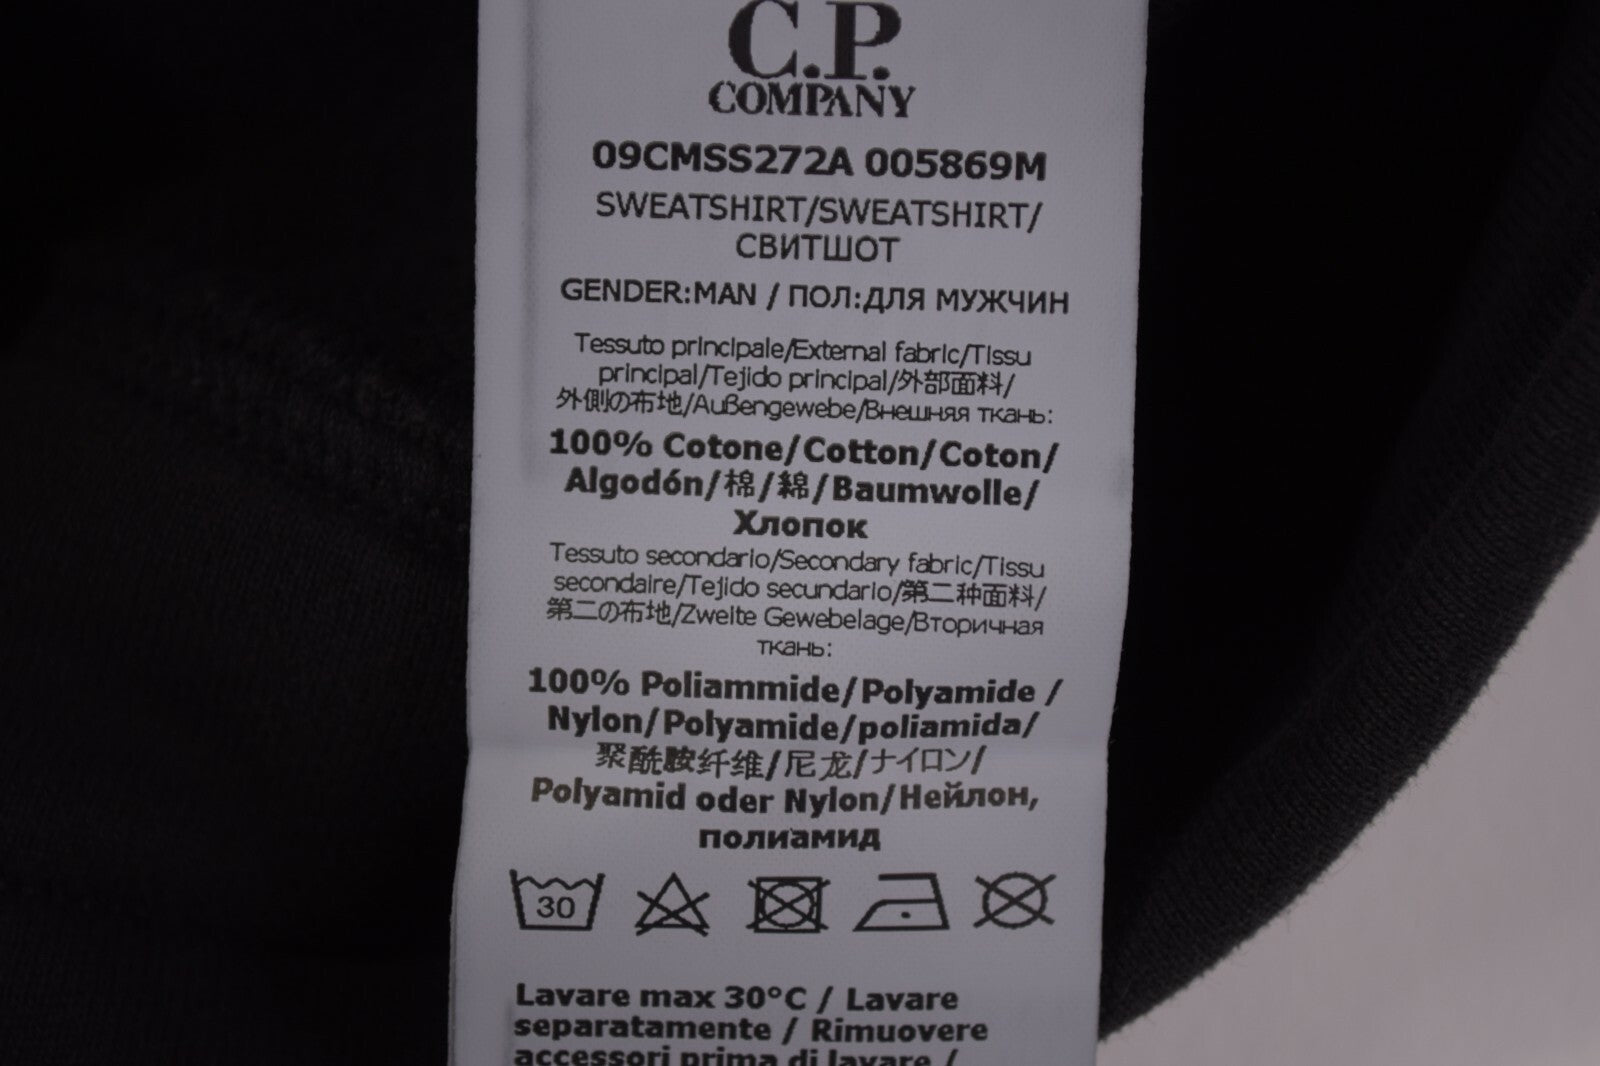 C.P.
COMPANY
09CMSS272A 005869M
SWEATSHIRT/SWEATSHIRT/
СВИТШОТ
GENDER:MAN / ПОЛ:ДЛЯ МУЖЧИН
Tessuto principale/External fabric/Tissu
principal/Tejido principal/外部面料/
外側の布地/Außengewebe/Внешняя ткань:
100% Cotone/Cotton/Coton/
Algodón/棉/綿/Baumwolle/
Хлопок
Tessuto secondario/Secondary fabric/Tissu
secondaire/Tejido secundario/第二种面料/
第二の布地/Zweite Gewebelage/Вторичная
ткань:
100% Poliammide/Polyamide /
Nylon/Polyamide/poliamida/
聚酰胺纤维/尼龙/ナイロン/
Polyamid oder Nylon/Нейлон,
полиамид
30
Lavare max 30°C / Lavare
separatamente / Rimuovere
accessori prima di lavare /